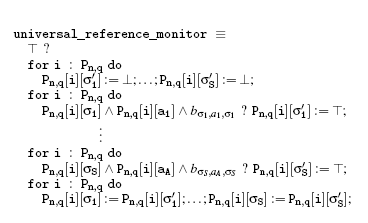 universal_reference_monitor ≡
⊤ ?
for i : P_{n,q} do
P_{n,q}[i][σ'_1] := ⊥; ...; P_{n,q}[i][σ'_S] := ⊥;
for i : P_{n,q} do
P_{n,q}[i][σ_1] ∧ P_{n,q}[i][a_1] ∧ b_{σ_1,a_1,σ_1} ? P_{n,q}[i][σ'_1] := ⊤;
⋮
for i : P_{n,q} do
P_{n,q}[i][σ_S] ∧ P_{n,q}[i][a_A] ∧ b_{σ_S,a_A,σ_S} ? P_{n,q}[i][σ'_S] := ⊤;
for i : P_{n,q} do
P_{n,q}[i][σ_1] := P_{n,q}[i][σ'_1]; ...; P_{n,q}[i][σ_S] := P_{n,q}[i][σ'_S];